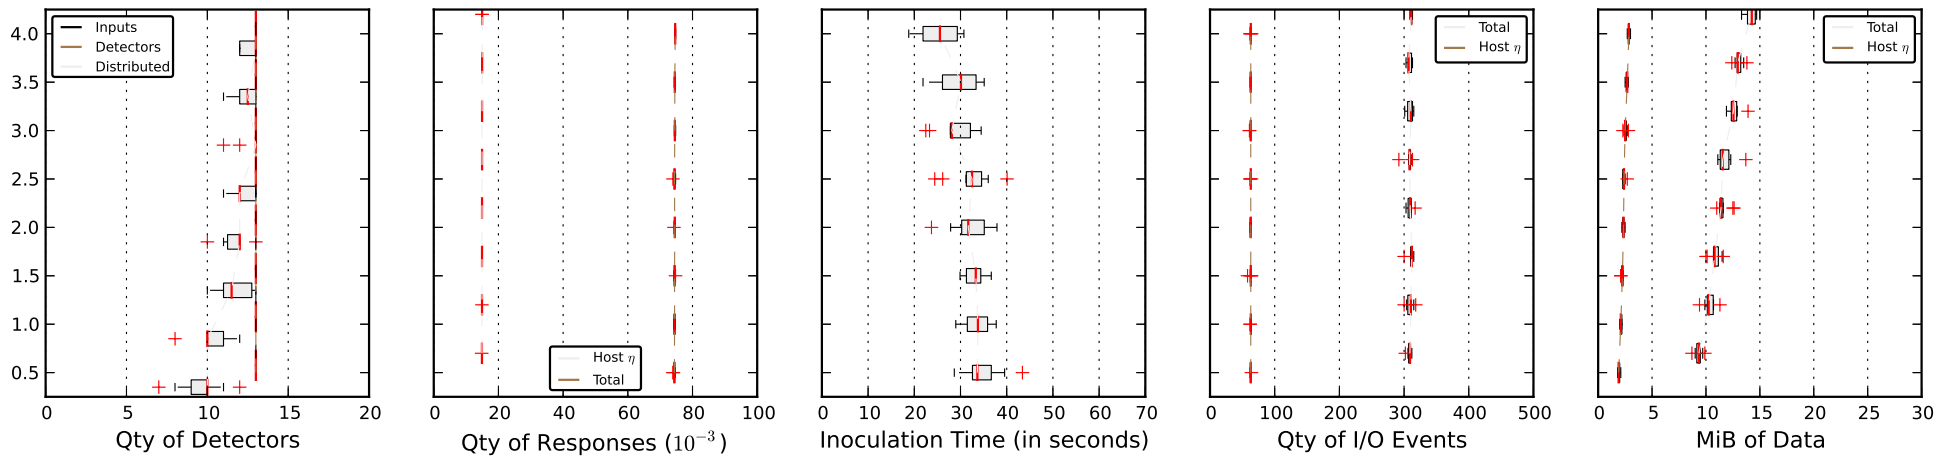 Inputs
Detectors
Distributed
4.0
3.5
3.0
2.5
2.0
1.5
1.0
0.5
0 5 10 15 20
Qty of Detectors
Host η
Total
0 20 40 60 80 100
Qty of Responses (10⁻³)
0 10 20 30 40 50 60 70
Inoculation Time (in seconds)
Total
Host η
0 100 200 300 400 500
Qty of I/O Events
Total
Host η
0 5 10 15 20 25 30
MiB of Data